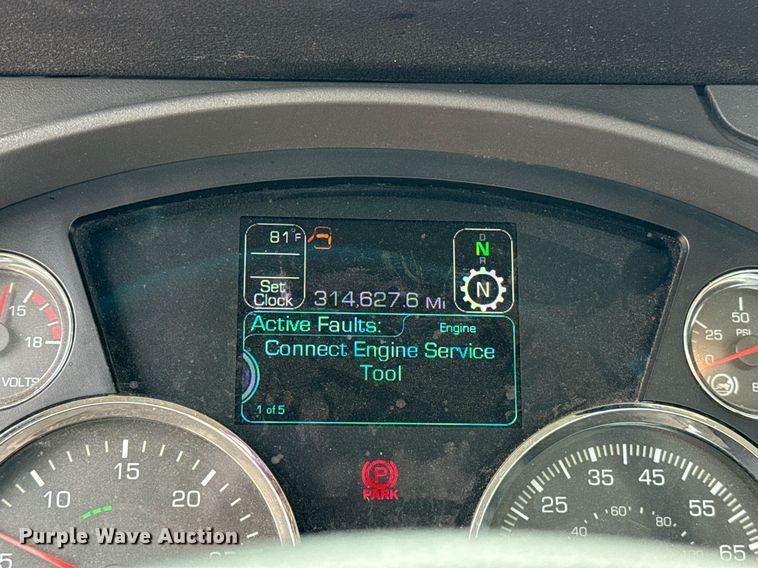 81°F
Set
Clock
314,627.6 Mi
D
N
R
N
Active Faults:
Engine
Connect Engine Service
Tool
1 of 5
15
18
VOLTS
50
25
PSI
0
P
PARK
5
10
15
20
25
35
45
55
65
40
60
80
100
Purple Wave Auction